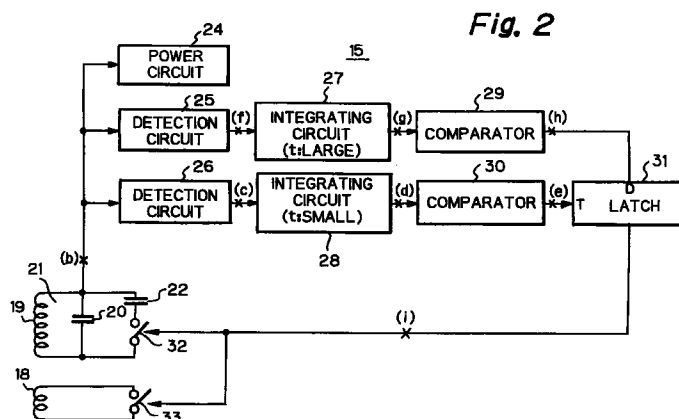 Fig. 2
24
15
POWER
CIRCUIT
27
25
29
DETECTION
CIRCUIT
(f)
INTEGRATING
CIRCUIT
(t:LARGE)
(g)
COMPARATOR
(h)
26
30
31
DETECTION
CIRCUIT
(c)
INTEGRATING
CIRCUIT
(t:SMALL)
(d)
COMPARATOR
(e)
D
T LATCH
28
(b)
21
22
19
20
32
(i)
18
33